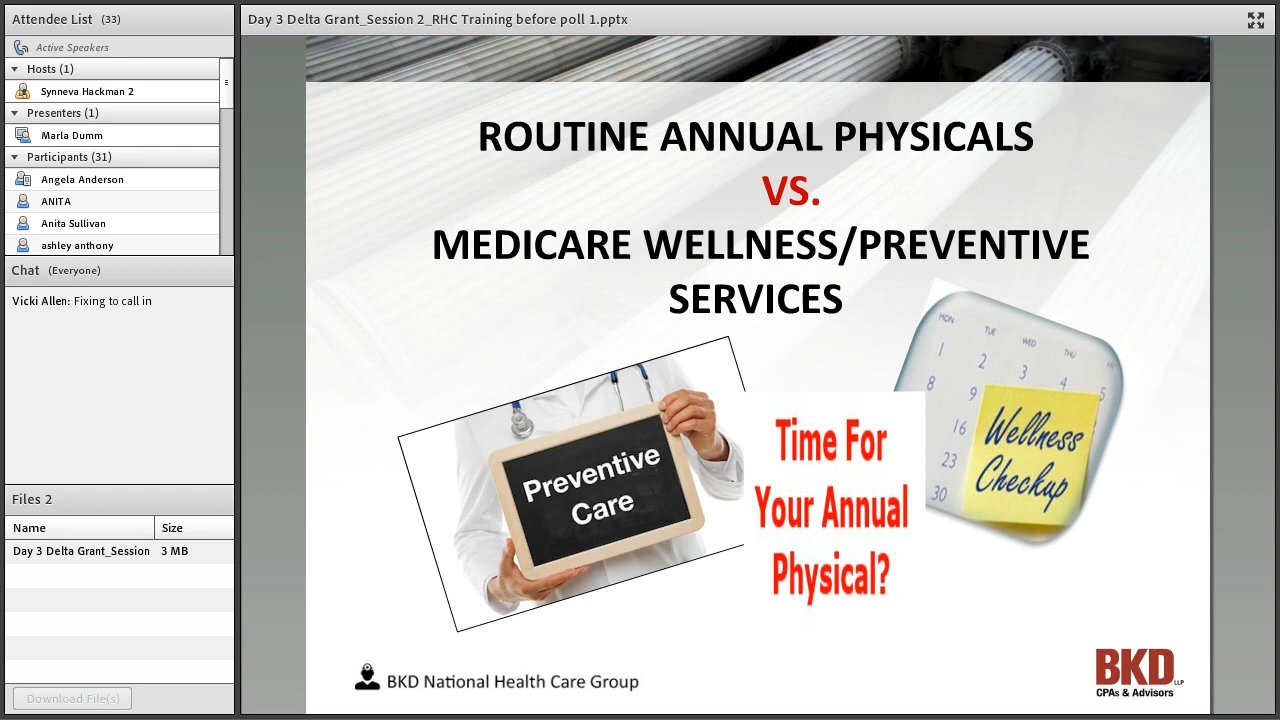 Attendee List (33)
Active Speakers
Hosts (1)
Synneva Hackman 2
Presenters (1)
Marla Dumm
Participants (31)
Angela Anderson
ANITA
Anita Sullivan
ashley anthony
Chat (Everyone)
Vicki Allen: Fixing to call in
Files 2
Name Size
Day 3 Delta Grant_Session 3 MB
Download File(s)
Day 3 Delta Grant_Session 2_RHC Training before poll 1.pptx
ROUTINE ANNUAL PHYSICALS
VS.
MEDICARE WELLNESS/PREVENTIVE
SERVICES
Preventive
Care
Time For
Your Annual
Physical?
MON TUE WED THU
1 2 3 4 5
8 9
16
23
30
Wellness
Checkup
BKD National Health Care Group
BKD LLP
CPAs & Advisors